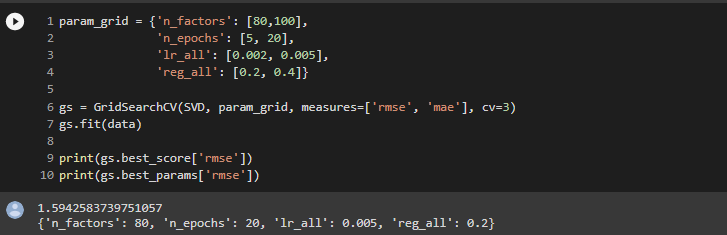 1 param_grid = {'n_factors': [80,100],
2 'n_epochs': [5, 20],
3 'lr_all': [0.002, 0.005],
4 'reg_all': [0.2, 0.4]}
5
6 gs = GridSearchCV(SVD, param_grid, measures=['rmse', 'mae'], cv=3)
7 gs.fit(data)
8
9 print(gs.best_score['rmse'])
10 print(gs.best_params['rmse'])
1.5942583739751057
{'n_factors': 80, 'n_epochs': 20, 'lr_all': 0.005, 'reg_all': 0.2}